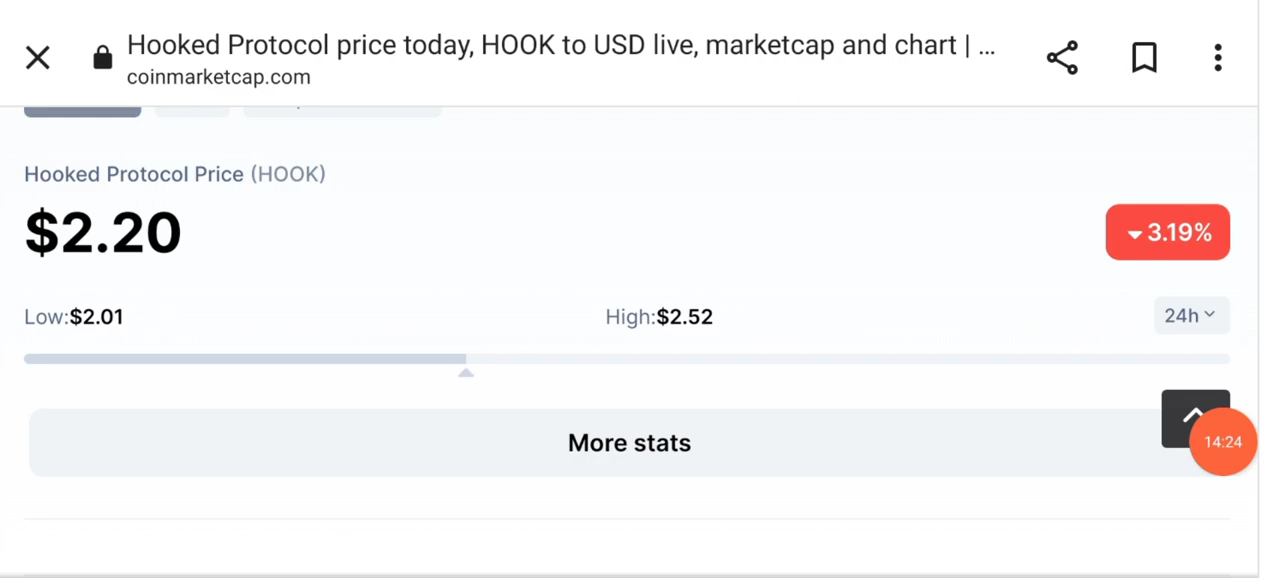 Hooked Protocol price today, HOOK to USD live, marketcap and chart | ...
coinmarketcap.com
Hooked Protocol Price (HOOK)
$2.20
3.19%
Low:$2.01
High:$2.52
24h
More stats
14:24